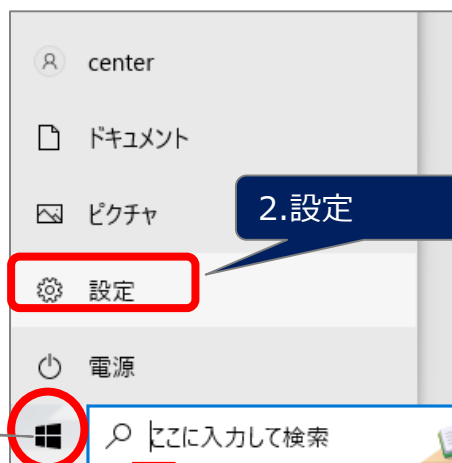 center
ドキュメント
ピクチャ
2.設定
設定
電源
ここに入力して検索